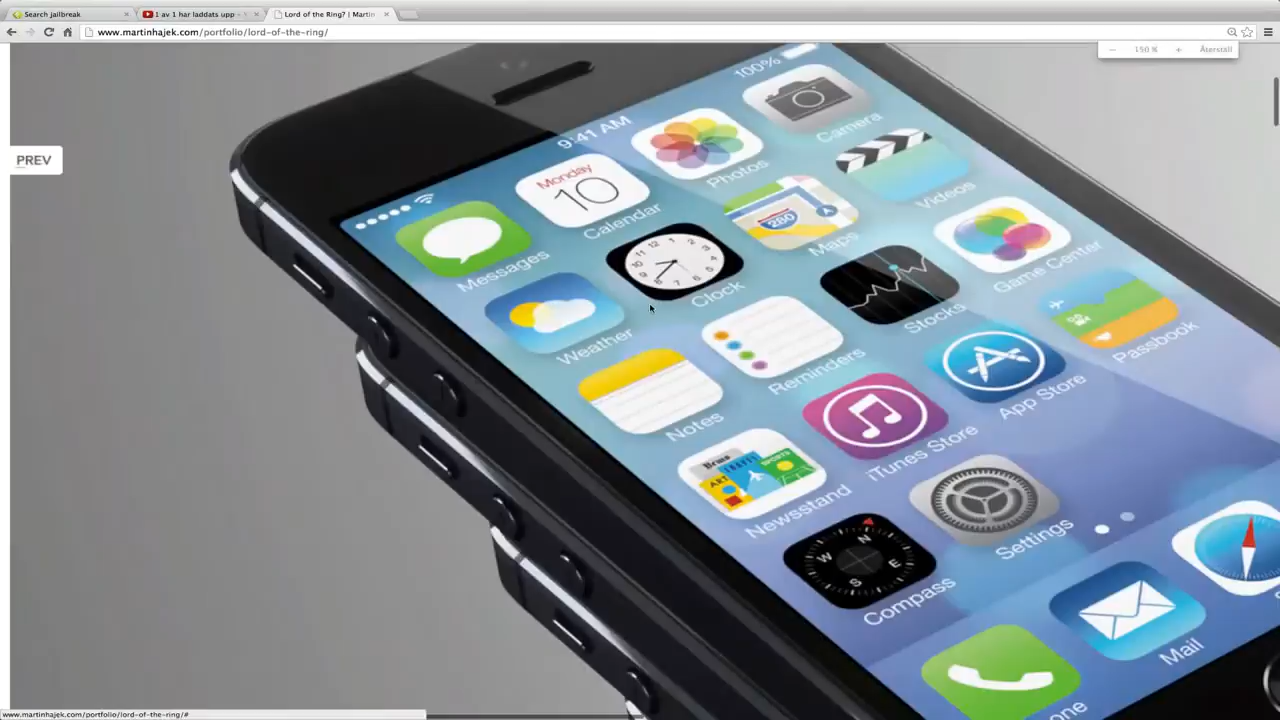 Search jailbreak
1 av 1 har laddats upp -
Lord of the Ring? | Martin
www.martinhajek.com/portfolio/lord-of-the-ring/
150 %
Återställ
PREV
100%
9:41 AM
Messages
Monday
10
Calendar
Photos
Camera
Weather
Clock
Maps
280
Videos
Notes
Reminders
Stocks
Game Center
Newsstand
ART
TRAVEL
SPORTS
iTunes Store
App Store
Passbook
Compass
N
W
E
S
Settings
Mail
www.martinhajek.com/portfolio/lord-of-the-ring/#